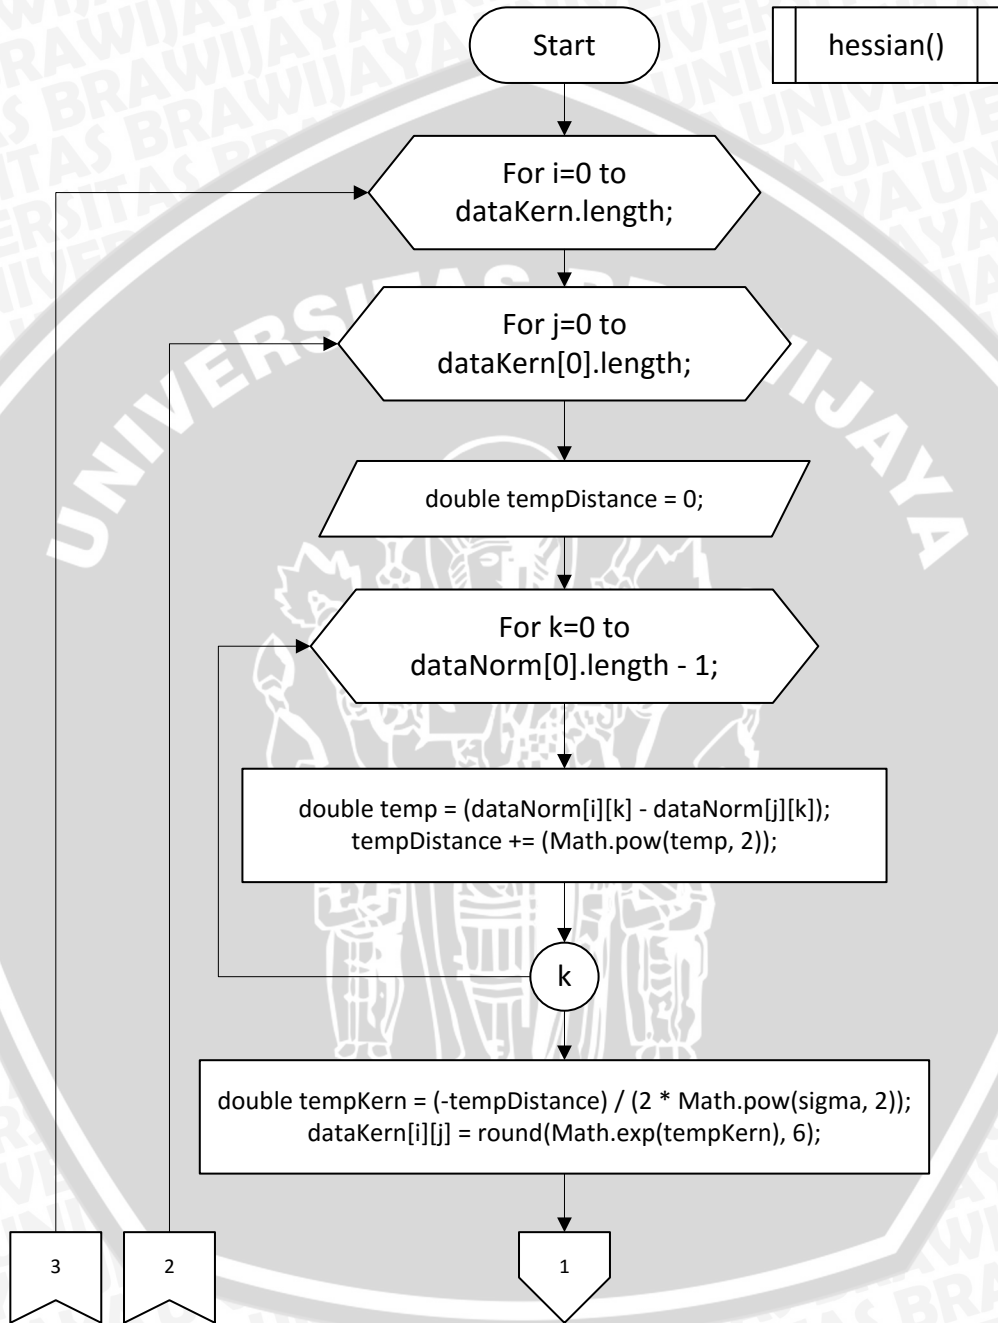 Start
hessian()
For i=0 to
dataKern.length;
For j=0 to
dataKern[0].length;
double tempDistance = 0;
For k=0 to
dataNorm[0].length - 1;
double temp = (dataNorm[i][k] - dataNorm[j][k]);
tempDistance += (Math.pow(temp, 2));
k
double tempKern = (-tempDistance) / (2 * Math.pow(sigma, 2));
dataKern[i][j] = round(Math.exp(tempKern), 6);
3
2
1
UNIVERSITAS BRAWIJAYA